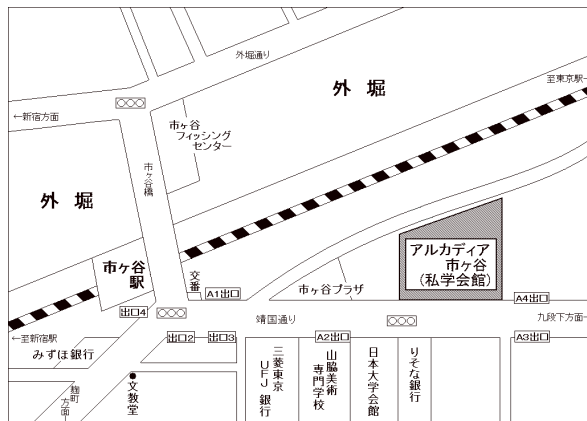 外堀通り
至東京駅
外 堀
←新宿方面
市ヶ谷
フィッシング
センター
市ヶ谷橋
外 堀
アルカディア
市ヶ谷
(私学会館)
市ヶ谷
駅
交番
A1出口
市ヶ谷プラザ
A4出口
出口4
靖国通り
九段下方面
←至新宿駅
出口2
出口3
A2出口
A3出口
みずほ銀行
麹町
方面
文教堂
三菱東京
UFJ銀行
山脇美術
専門学校
日本大学会館
りそな銀行